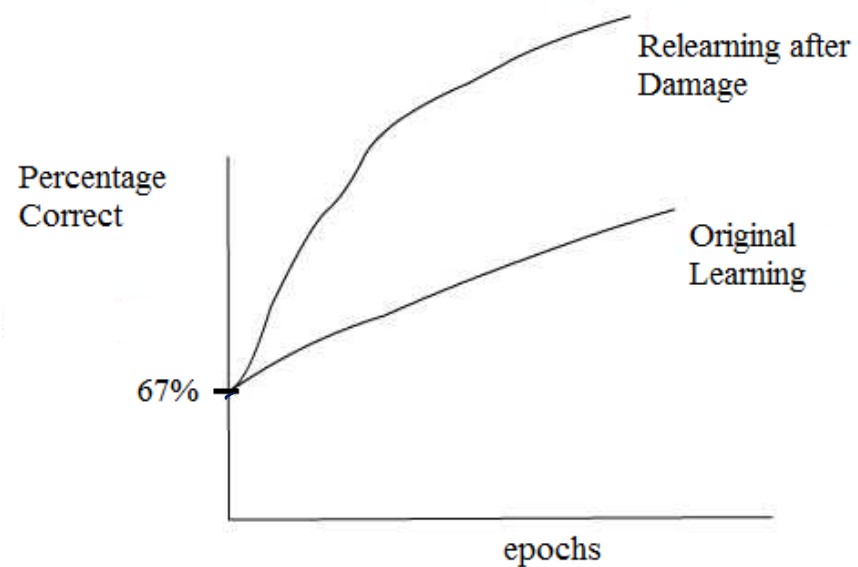 Relearning after
Damage
Percentage
Correct
Original
Learning
67%
epochs